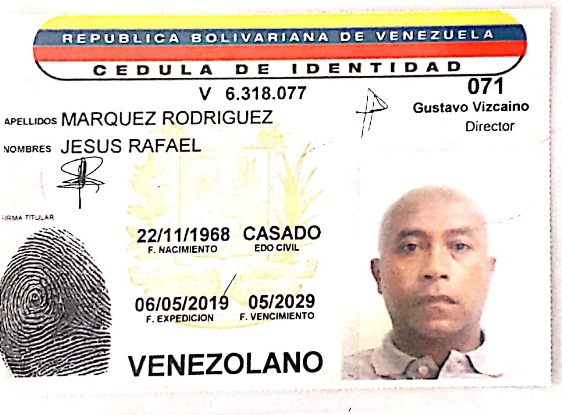 REPUBLICA BOLIVARIANA DE VENEZUELA
CEDULA DE IDENTIDAD
V 6.318.077
071
Gustavo Vizcaino
Director
APELLIDOS MARQUEZ RODRIGUEZ
NOMBRES JESUS RAFAEL
FIRMA TITULAR
22/11/1968 CASADO
F. NACIMIENTO EDO CIVIL
06/05/2019 05/2029
F. EXPEDICION F. VENCIMIENTO
VENEZOLANO